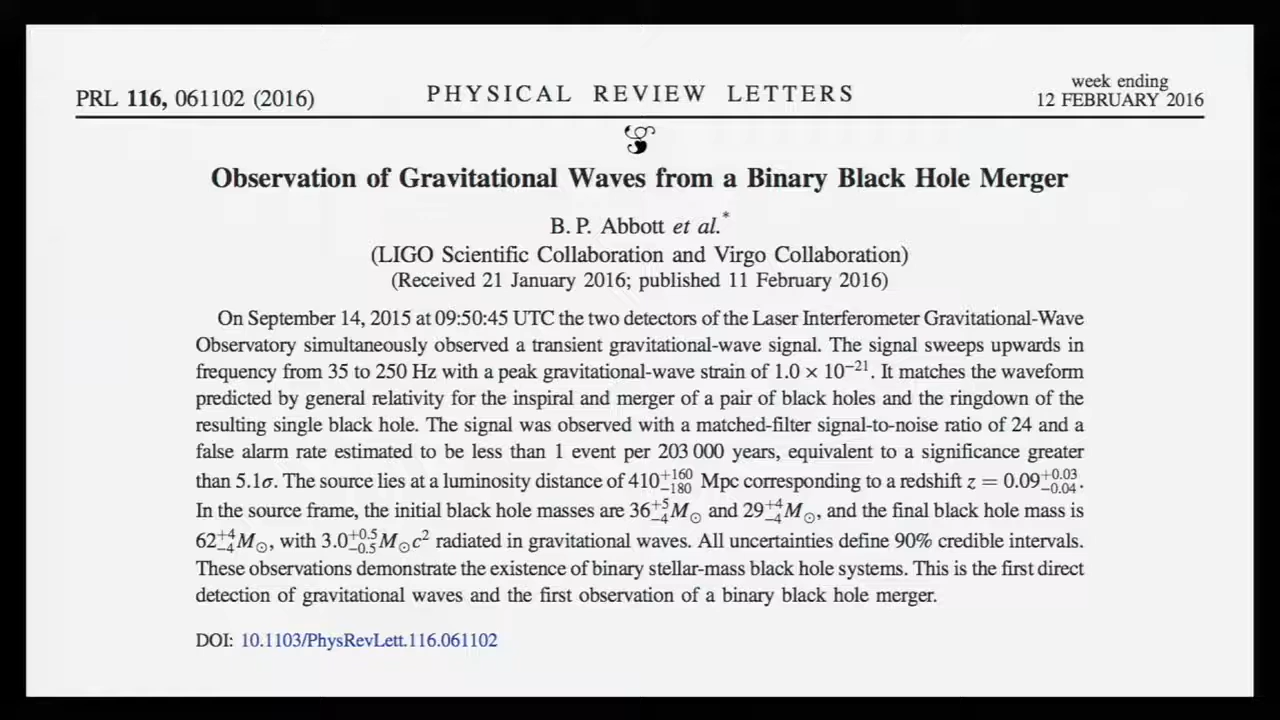 PRL 116, 061102 (2016)
PHYSICAL REVIEW LETTERS
week ending
12 FEBRUARY 2016
Observation of Gravitational Waves from a Binary Black Hole Merger
B. P. Abbott et al.*
(LIGO Scientific Collaboration and Virgo Collaboration)
(Received 21 January 2016; published 11 February 2016)
On September 14, 2015 at 09:50:45 UTC the two detectors of the Laser Interferometer Gravitational-Wave
Observatory simultaneously observed a transient gravitational-wave signal. The signal sweeps upwards in
frequency from 35 to 250 Hz with a peak gravitational-wave strain of 1.0 × 10⁻²¹. It matches the waveform
predicted by general relativity for the inspiral and merger of a pair of black holes and the ringdown of the
resulting single black hole. The signal was observed with a matched-filter signal-to-noise ratio of 24 and a
false alarm rate estimated to be less than 1 event per 203 000 years, equivalent to a significance greater
than 5.1σ. The source lies at a luminosity distance of 410+160−180 Mpc corresponding to a redshift z = 0.09+0.03−0.04.
In the source frame, the initial black hole masses are 36+5−4M⊙ and 29+4−4M⊙, and the final black hole mass is
62+4−4M⊙, with 3.0+0.5−0.5M⊙c² radiated in gravitational waves. All uncertainties define 90% credible intervals.
These observations demonstrate the existence of binary stellar-mass black hole systems. This is the first direct
detection of gravitational waves and the first observation of a binary black hole merger.
DOI: 10.1103/PhysRevLett.116.061102